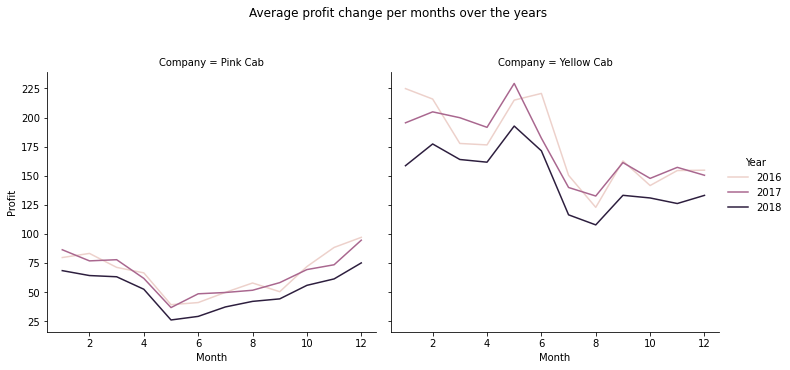 Average profit change per months over the years
Company = Pink Cab
Company = Yellow Cab
225
200
175
150
125
100
75
50
25
Profit
2 4 6 8 10 12
Month
2 4 6 8 10 12
Month
Year
2016
2017
2018